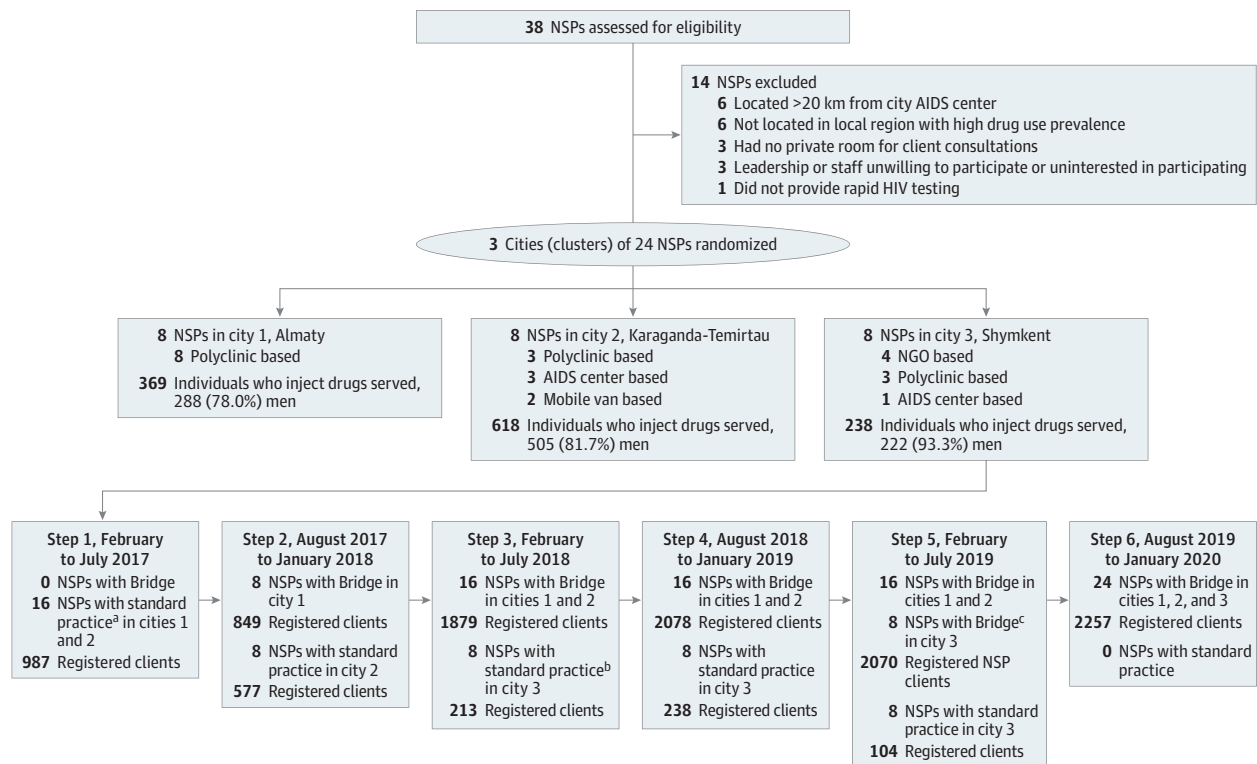 38 NSPs assessed for eligibility
14 NSPs excluded
6 Located >20 km from city AIDS center
6 Not located in local region with high drug use prevalence
3 Had no private room for client consultations
3 Leadership or staff unwilling to participate or uninterested in participating
1 Did not provide rapid HIV testing
3 Cities (clusters) of 24 NSPs randomized
8 NSPs in city 1, Almaty
8 Polyclinic based
369 Individuals who inject drugs served,
288 (78.0%) men
8 NSPs in city 2, Karaganda-Temirtau
3 Polyclinic based
3 AIDS center based
2 Mobile van based
618 Individuals who inject drugs served,
505 (81.7%) men
8 NSPs in city 3, Shymkent
4 NGO based
3 Polyclinic based
1 AIDS center based
238 Individuals who inject drugs served,
222 (93.3%) men
Step 1, February
to July 2017
0 NSPs with Bridge
16 NSPs with standard
practiceᵃ in cities 1
and 2
987 Registered clients
Step 2, August 2017
to January 2018
8 NSPs with Bridge in
city 1
849 Registered clients
8 NSPs with standard
practice in city 2
577 Registered clients
Step 3, February
to July 2018
16 NSPs with Bridge
in cities 1 and 2
1879 Registered clients
8 NSPs with
standard practiceᵇ
in city 3
213 Registered clients
Step 4, August 2018
to January 2019
16 NSPs with Bridge
in cities 1 and 2
2078 Registered clients
8 NSPs with
standard practice
in city 3
238 Registered clients
Step 5, February
to July 2019
16 NSPs with Bridge in
cities 1 and 2
8 NSPs with Bridgeᶜ
in city 3
2070 Registered NSP
clients
8 NSPs with standard
practice in city 3
104 Registered clients
Step 6, August 2019
to January 2020
24 NSPs with Bridge in
cities 1, 2, and 3
2257 Registered clients
0 NSPs with standard
practice